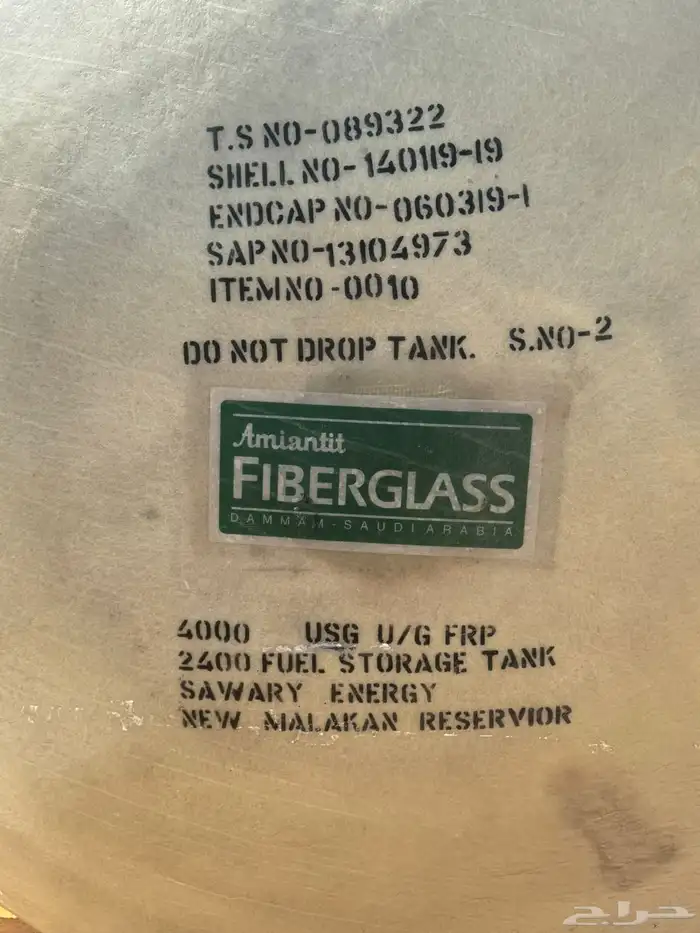 T.S NO-089322
SHELL NO-140119-19
ENDCAP NO-060319-1
SAP NO-13104973
ITEM NO-0010
DO NOT DROP TANK. S.NO-2
Amiantit
FIBERGLASS
DAMMAM-SAUDI ARABIA
4000 USG U/G FRP
2400 FUEL STORAGE TANK
SAWARY ENERGY
NEW MALAKAN RESERVIOR
حراج